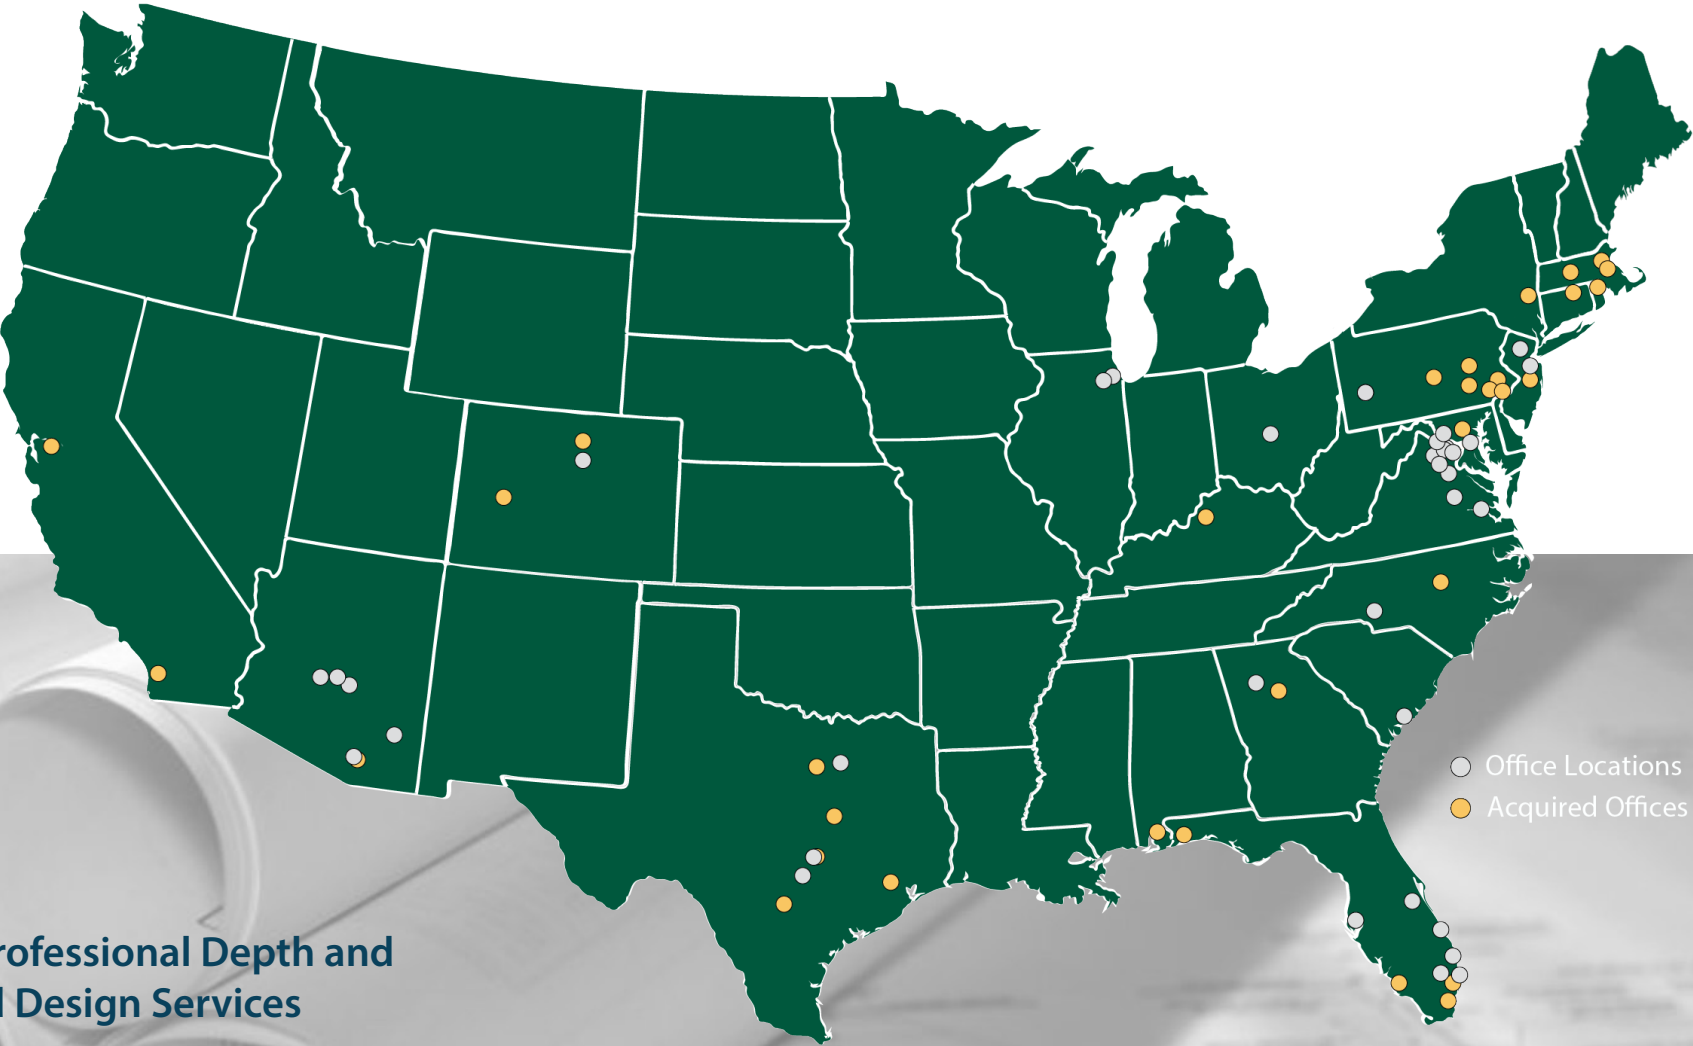 Office Locations
Acquired Offices
rofessional Depth and
Design Services